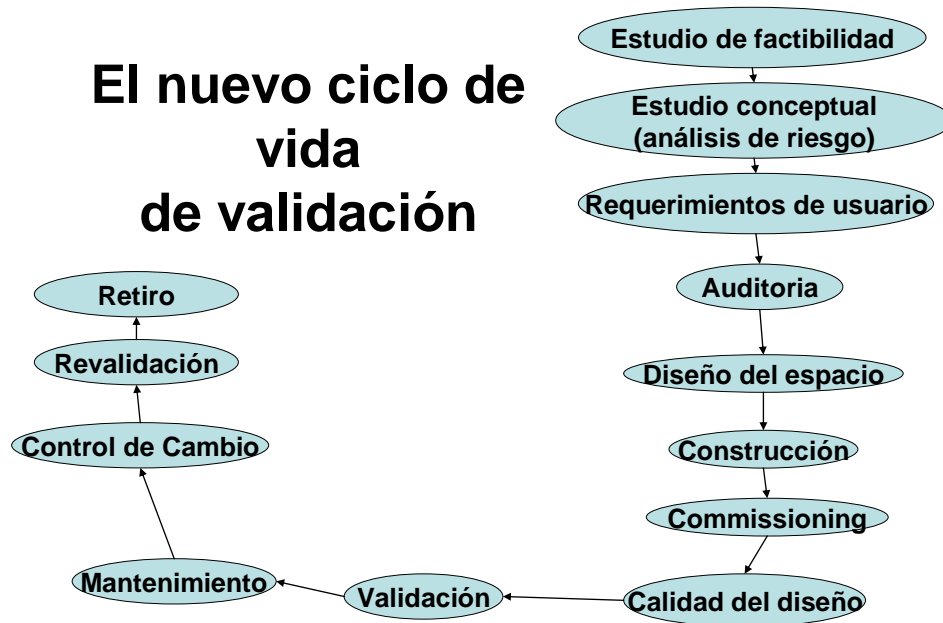 El nuevo ciclo de
vida
de validación
Estudio de factibilidad
Estudio conceptual
(análisis de riesgo)
Requerimientos de usuario
Auditoria
Diseño del espacio
Construcción
Commissioning
Calidad del diseño
Validación
Mantenimiento
Control de Cambio
Revalidación
Retiro